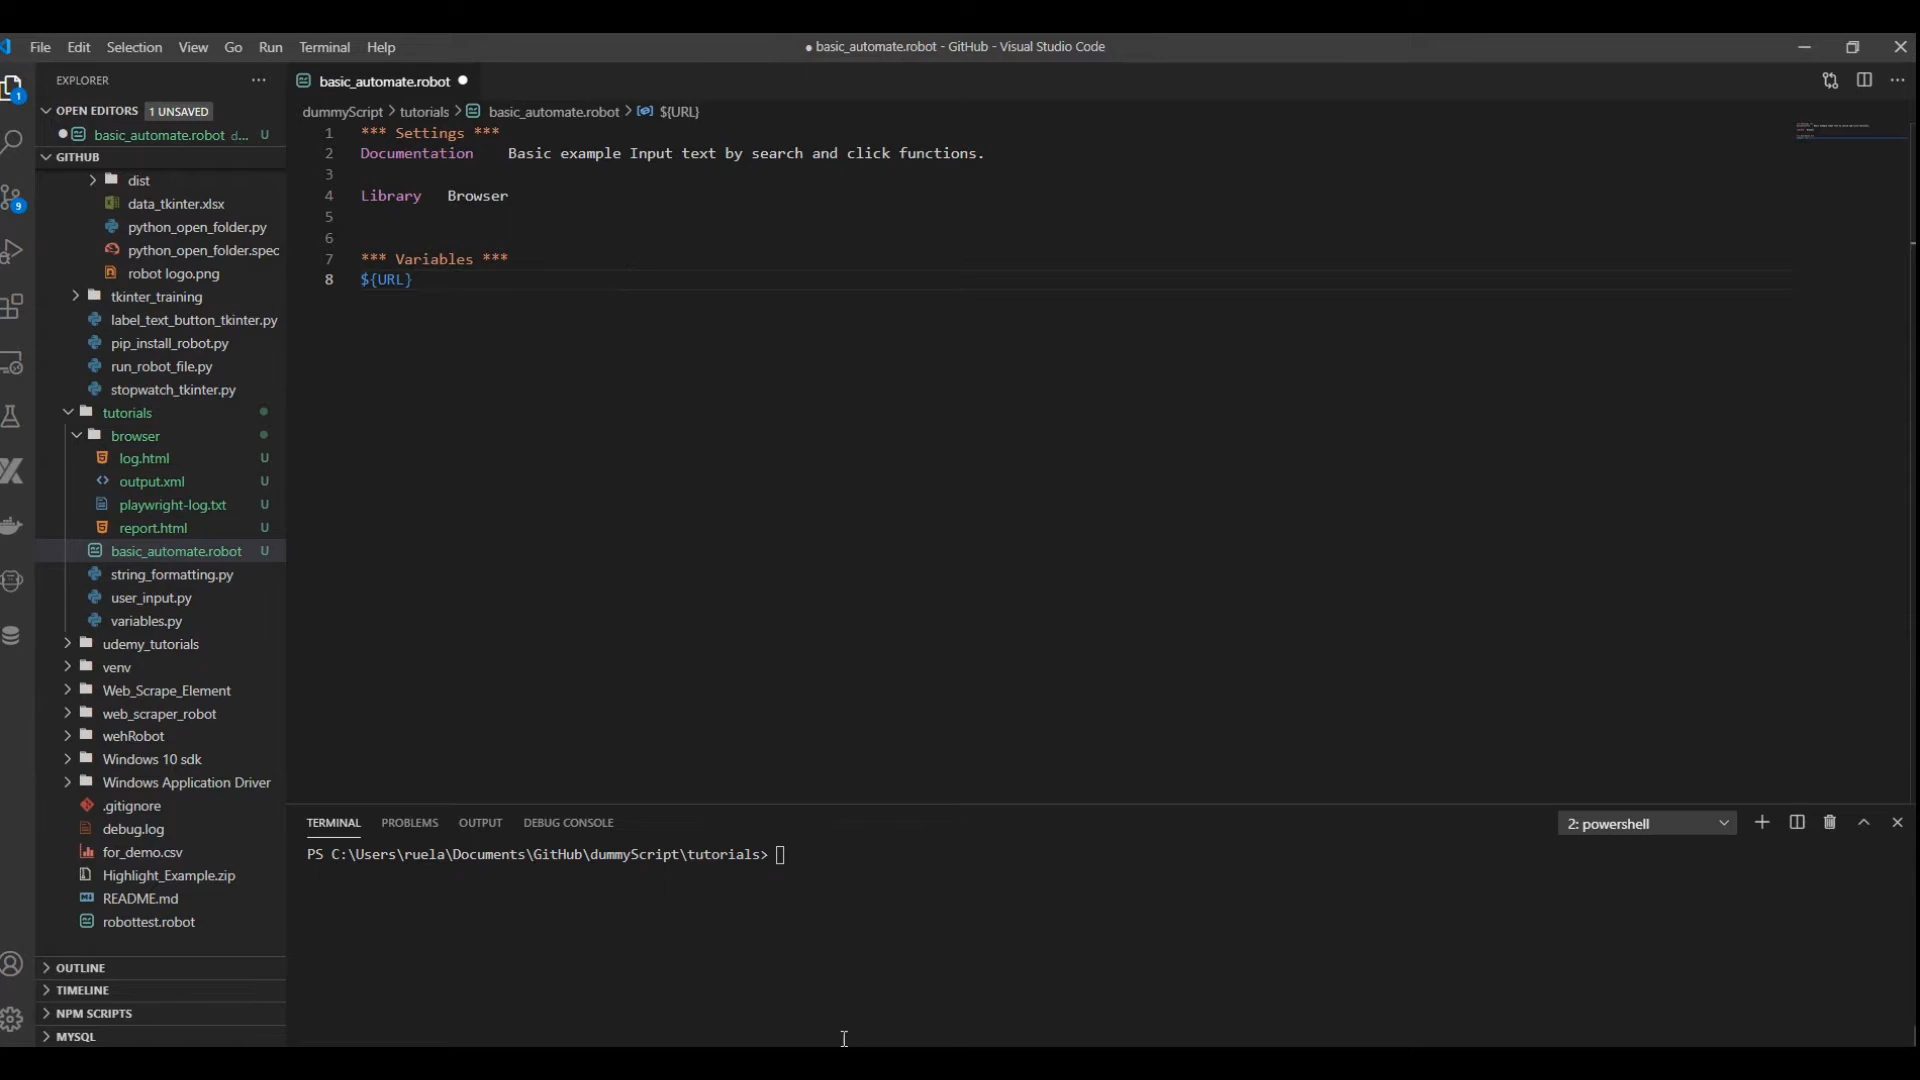 File Edit Selection View Go Run Terminal Help
● basic_automate.robot - GitHub - Visual Studio Code
EXPLORER
basic_automate.robot
OPEN EDITORS 1 UNSAVED
dummyScript > tutorials > basic_automate.robot > ${URL}
basic_automate.robot d... U
GITHUB
dist
data_tkinter.xlsx
python_open_folder.py
python_open_folder.spec
robot logo.png
tkinter_training
label_text_button_tkinter.py
pip_install_robot.py
run_robot_file.py
stopwatch_tkinter.py
tutorials
browser
log.html U
output.xml U
playwright-log.txt U
report.html U
basic_automate.robot U
string_formatting.py
user_input.py
variables.py
udemy_tutorials
venv
Web_Scrape_Element
web_scraper_robot
wehRobot
Windows 10 sdk
Windows Application Driver
.gitignore
debug.log
for_demo.csv
Highlight_Example.zip
README.md
robottest.robot
OUTLINE
TIMELINE
NPM SCRIPTS
MYSQL
1
9
1 *** Settings ***
2 Documentation    Basic example Input text by search and click functions.
3
4 Library   Browser
5
6
7 *** Variables ***
8 ${URL}
TERMINAL PROBLEMS OUTPUT DEBUG CONSOLE
2: powershell
PS C:\Users\ruela\Documents\GitHub\dummyScript\tutorials>